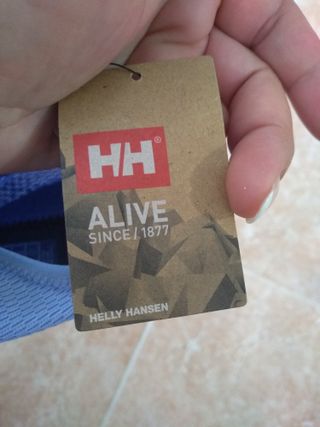 HH®
ALIVE
SINCE / 1877
HELLY HANSEN